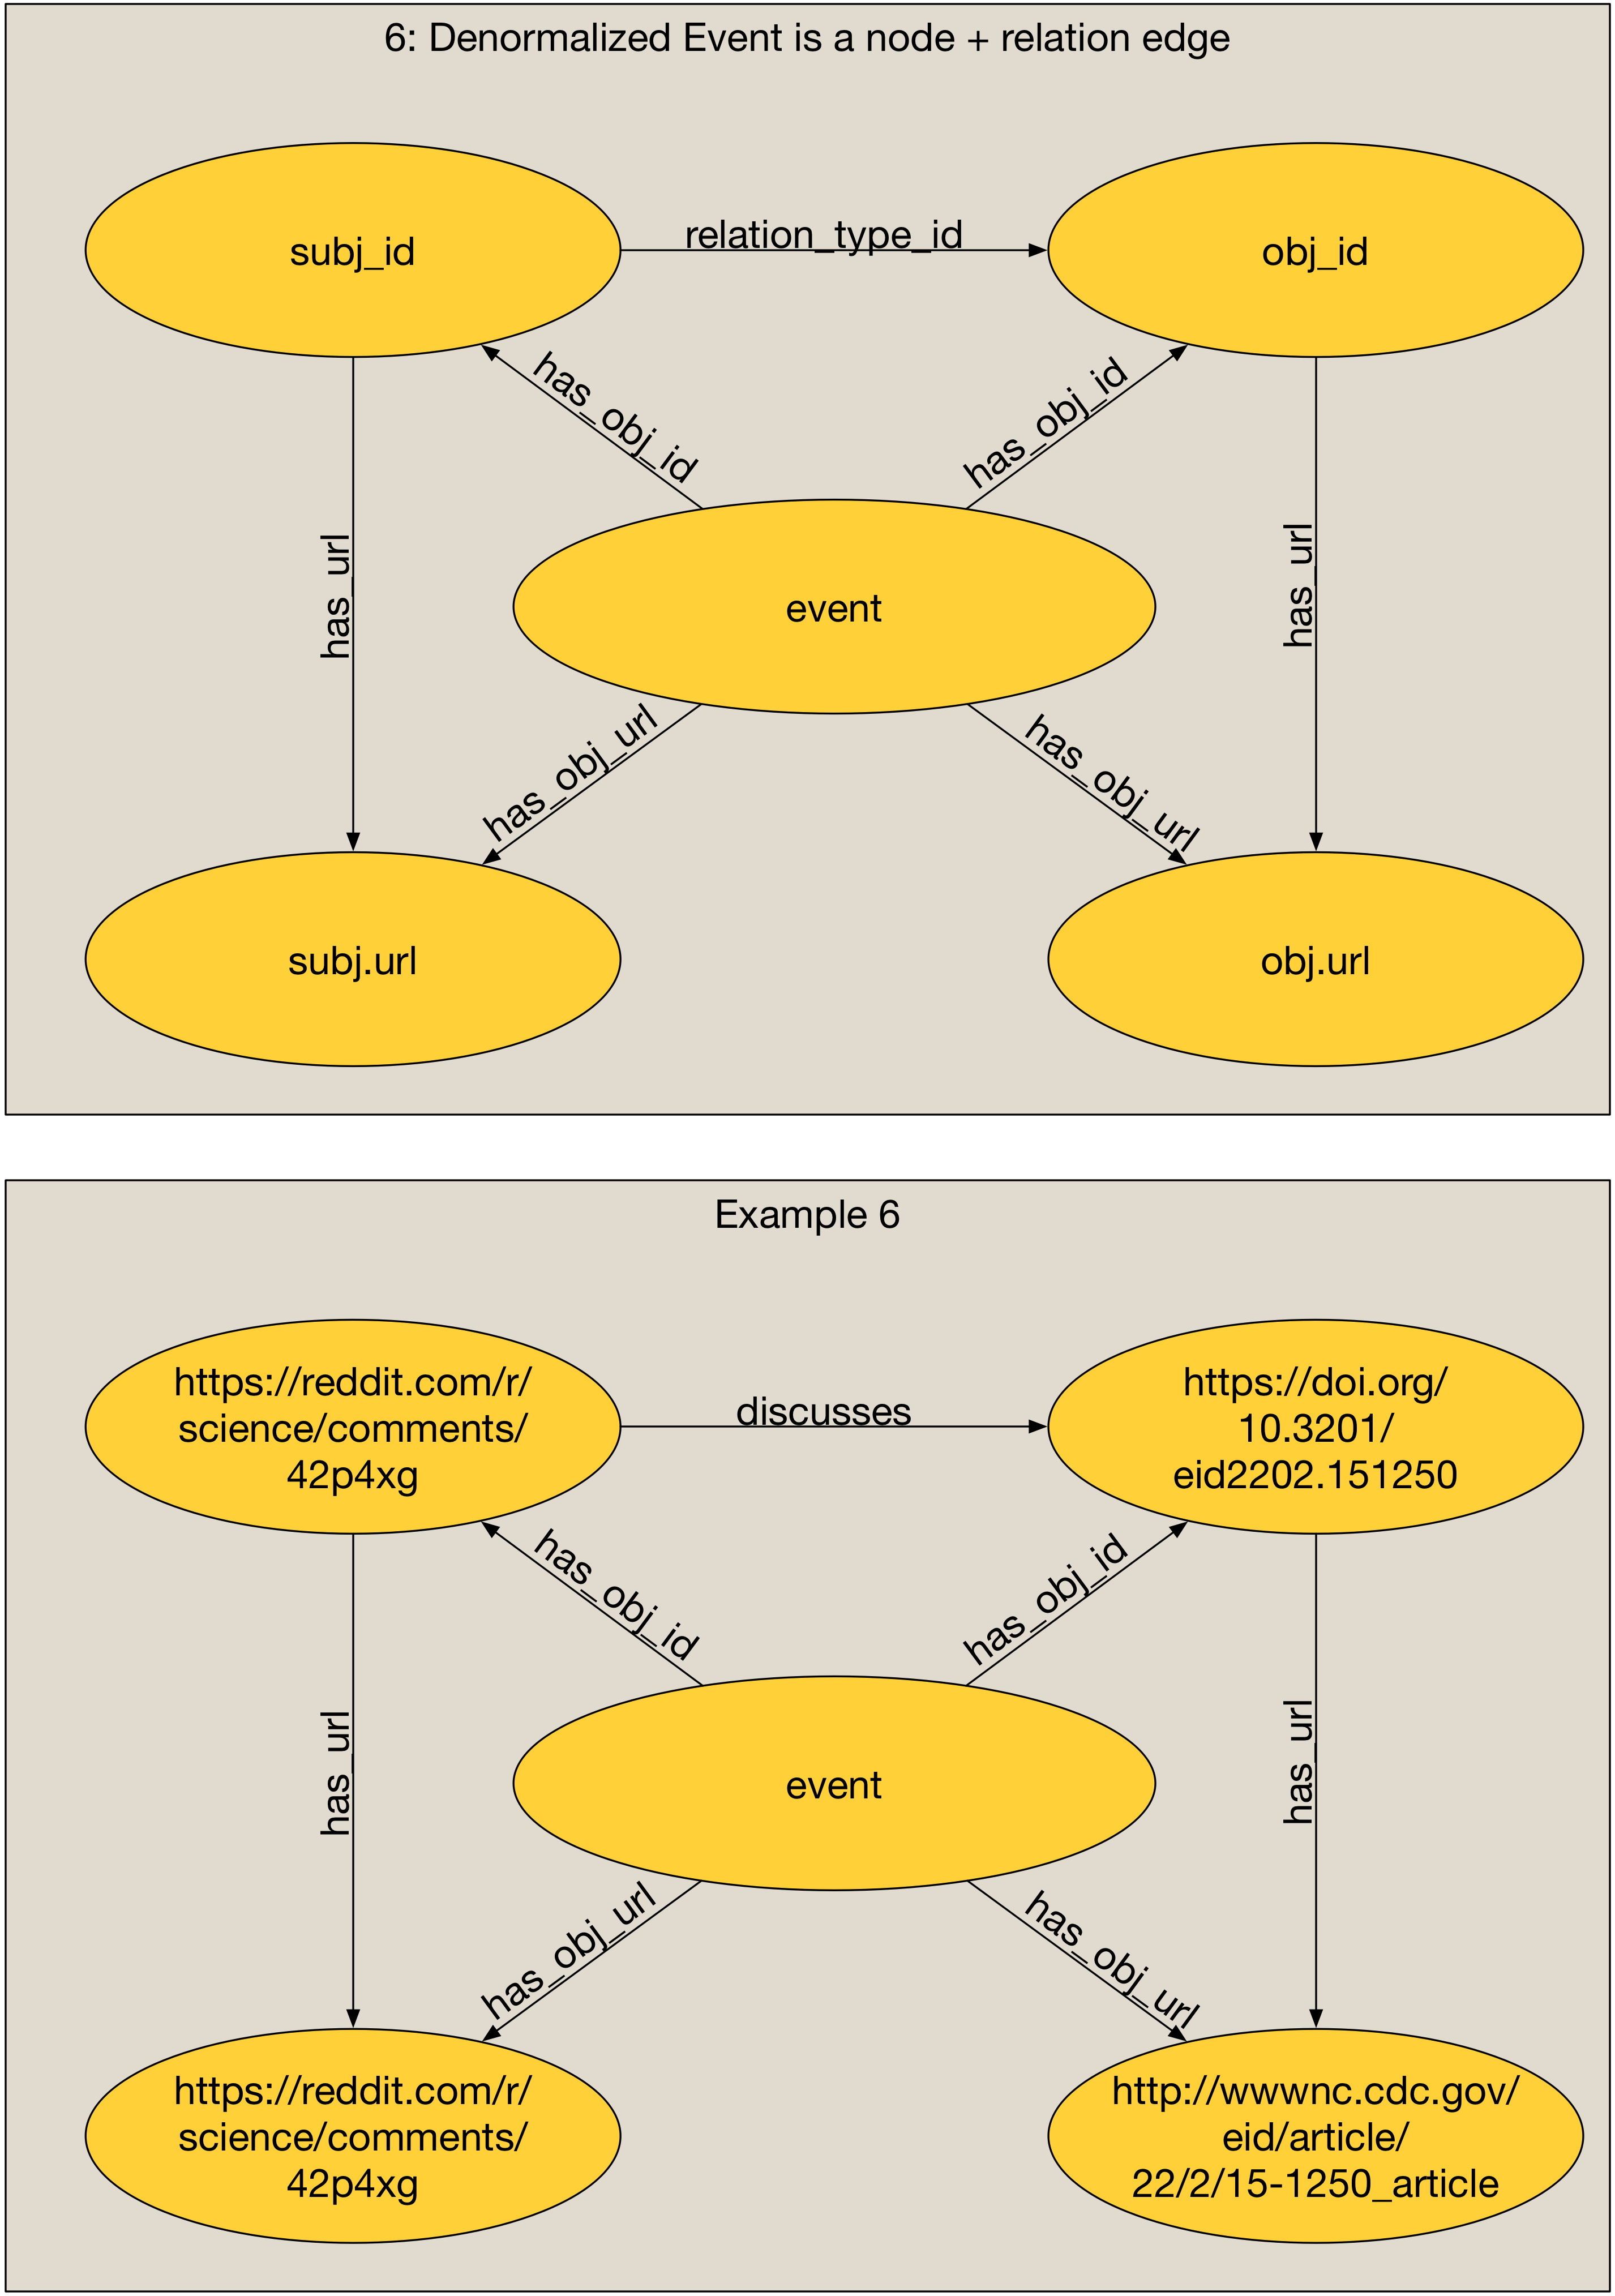 6: Denormalized Event is a node + relation edge
subj_id
relation_type_id
obj_id
has_obj_id
has_obj_id
has_url
event
has_url
has_obj_url
has_obj_url
subj.url
obj.url
Example 6
https://reddit.com/r/
science/comments/
42p4xg
discusses
https://doi.org/
10.3201/
eid2202.151250
has_obj_id
has_obj_id
has_url
event
has_url
has_obj_url
has_obj_url
https://reddit.com/r/
science/comments/
42p4xg
http://wwwnc.cdc.gov/
eid/article/
22/2/15-1250_article